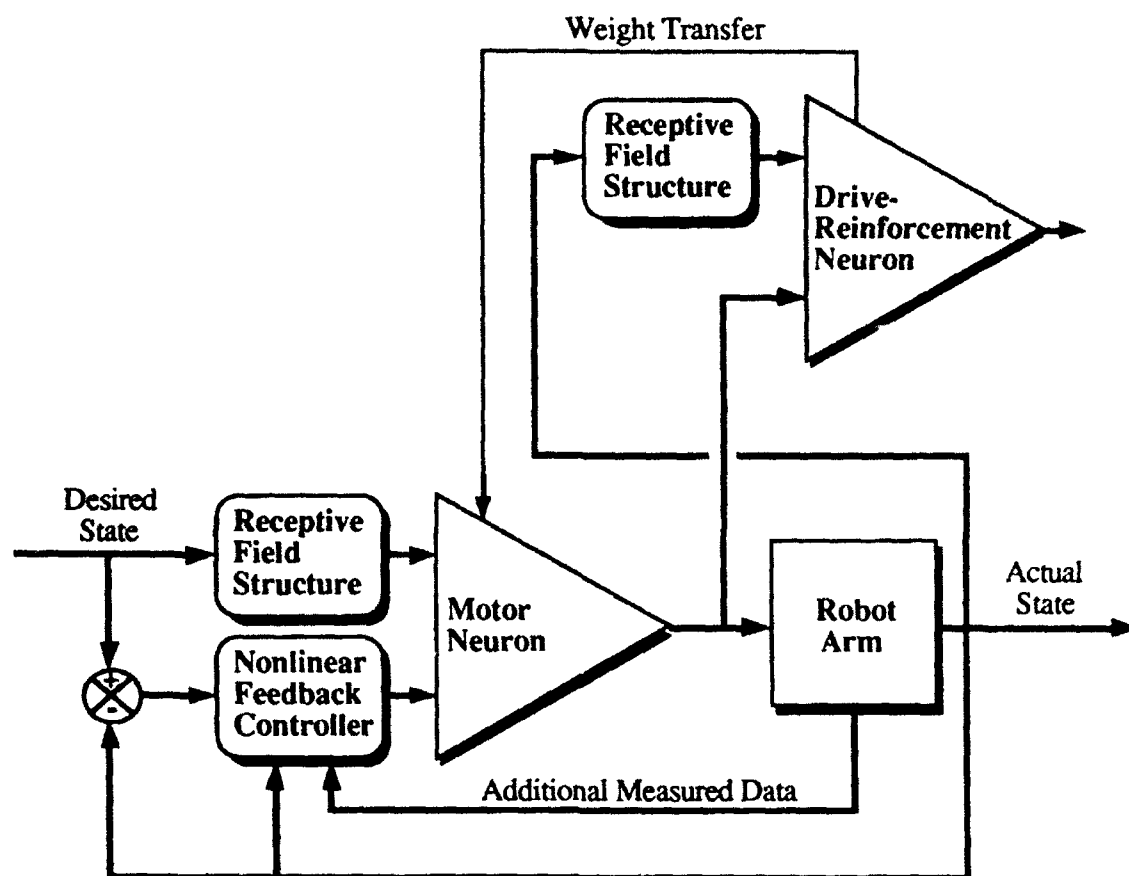 Weight Transfer
Receptive
Field
Structure
Drive-
Reinforcement
Neuron
Desired
State
Receptive
Field
Structure
Motor
Neuron
Robot
Arm
Actual
State
+
-
Nonlinear
Feedback
Controller
Additional Measured Data